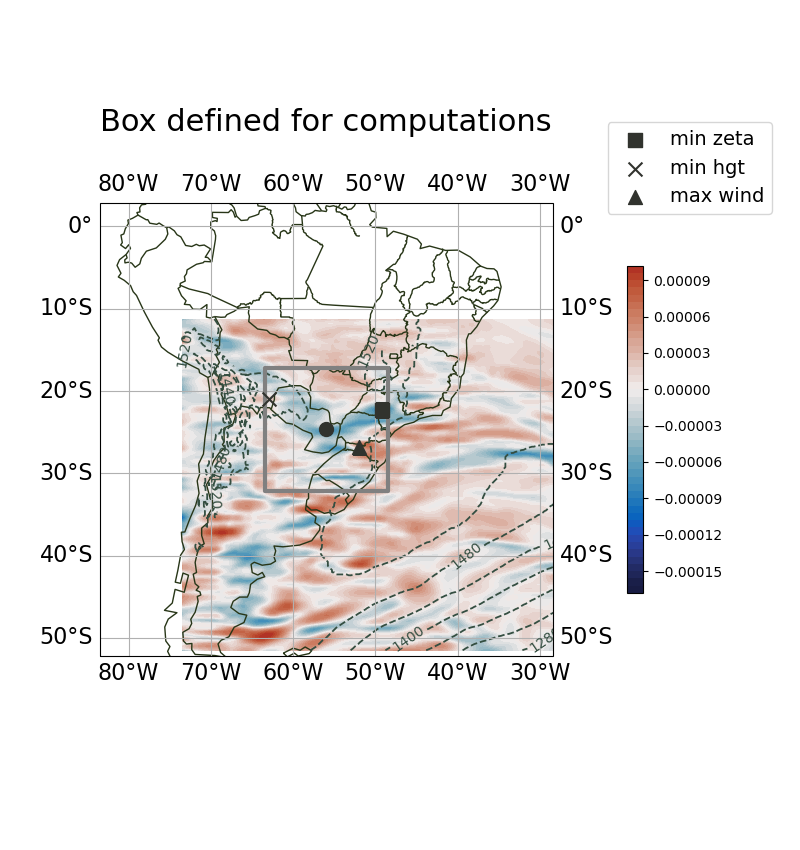 Box defined for computations
min zeta
min hgt
max wind
80°W 70°W 60°W 50°W 40°W 30°W
0° 0°
10°S 10°S
20°S 20°S
30°S 30°S
40°S 40°S
50°S 50°S
80°W 70°W 60°W 50°W 40°W 30°W
1520
1520
1480
1400
0.00009
0.00006
0.00003
0.00000
−0.00003
−0.00006
−0.00009
−0.00012
−0.00015